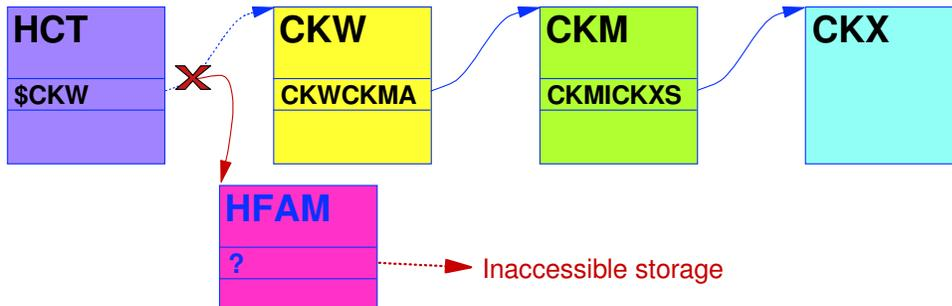 HCT
$CKW
CKW
CKWCKMA
CKM
CKMICKXS
CKX
HFAM
?
Inaccessible storage